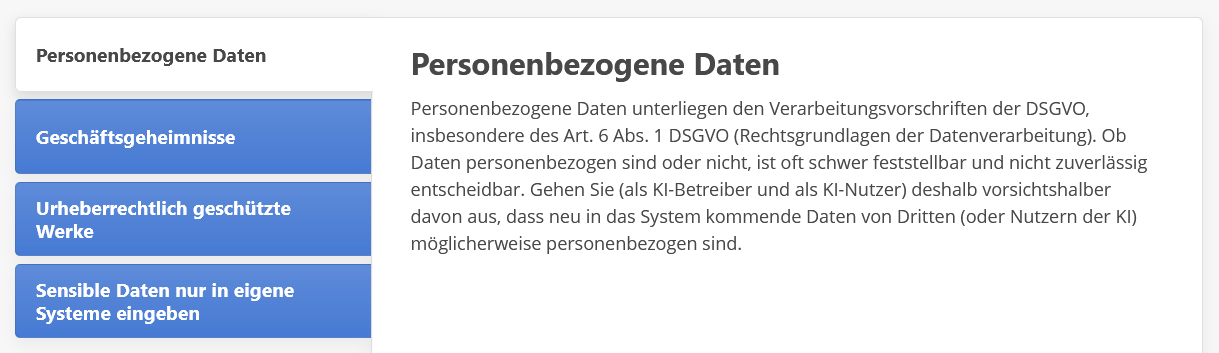 Personenbezogene Daten
Geschäftsgeheimnisse
Urheberrechtlich geschützte
Werke
Sensible Daten nur in eigene
Systeme eingeben
Personenbezogene Daten
Personenbezogene Daten unterliegen den Verarbeitungsvorschriften der DSGVO,
insbesondere des Art. 6 Abs. 1 DSGVO (Rechtsgrundlagen der Datenverarbeitung). Ob
Daten personenbezogen sind oder nicht, ist oft schwer feststellbar und nicht zuverlässig
entscheidbar. Gehen Sie (als KI-Betreiber und als KI-Nutzer) deshalb vorsichtshalber
davon aus, dass neu in das System kommende Daten von Dritten (oder Nutzern der KI)
möglicherweise personenbezogen sind.